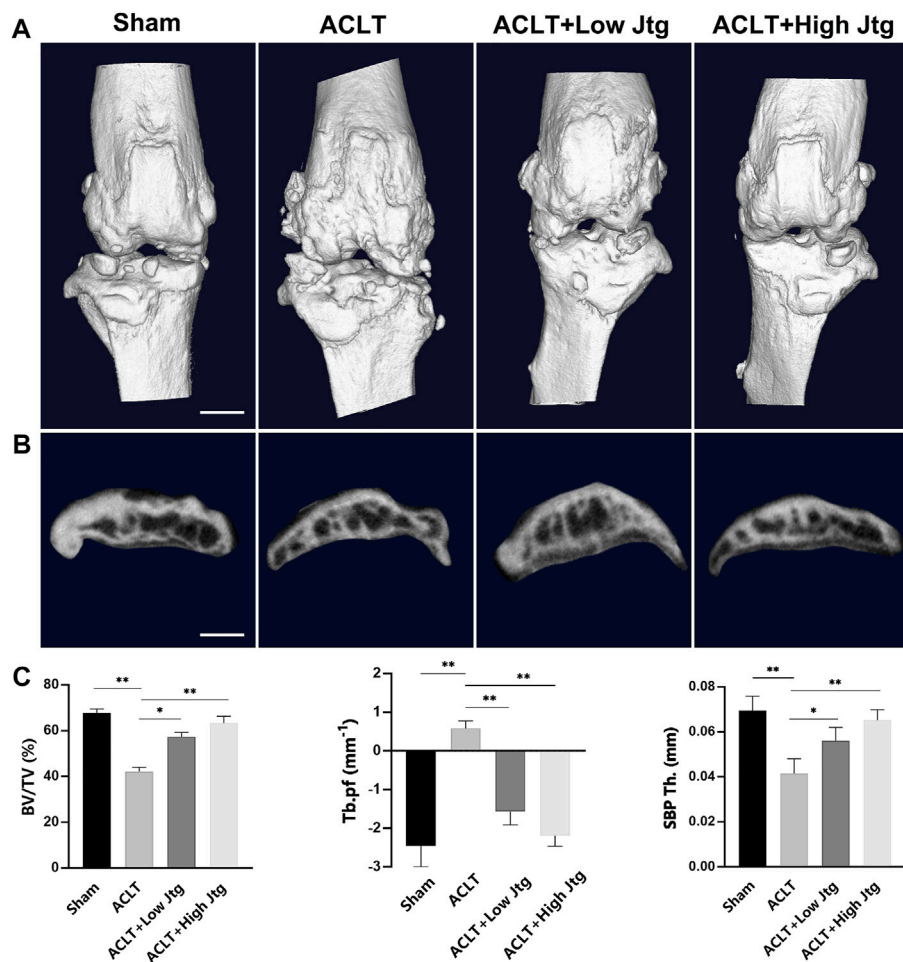 A
Sham
ACLT
ACLT+Low Jtg
ACLT+High Jtg
B
C
BV/TV (%)
80
60
40
20
0
**
**
*
Sham
ACLT
ACLT+Low Jtg
ACLT+High Jtg
Tb.pf (mm⁻¹)
2
1
0
-1
-2
-3
**
**
**
Sham
ACLT
ACLT+Low Jtg
ACLT+High Jtg
SBP Th. (mm)
0.08
0.06
0.04
0.02
0.00
**
**
*
Sham
ACLT
ACLT+Low Jtg
ACLT+High Jtg